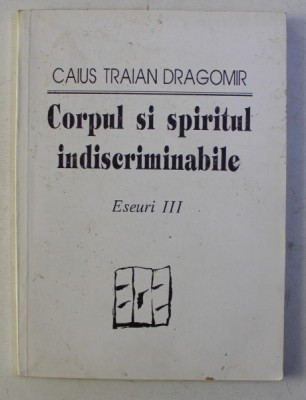 CAIUS TRAIAN DRAGOMIR
Corpul si spiritul
indiscriminabile
Eseuri III